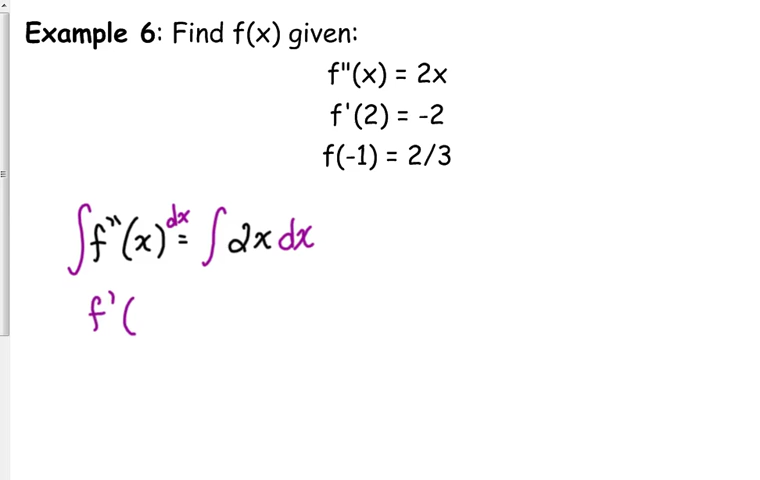 Example 6: Find f(x) given:
f"(x) = 2x
f'(2) = -2
f(-1) = 2/3
∫f"(x) dx = ∫2x dx
f'(